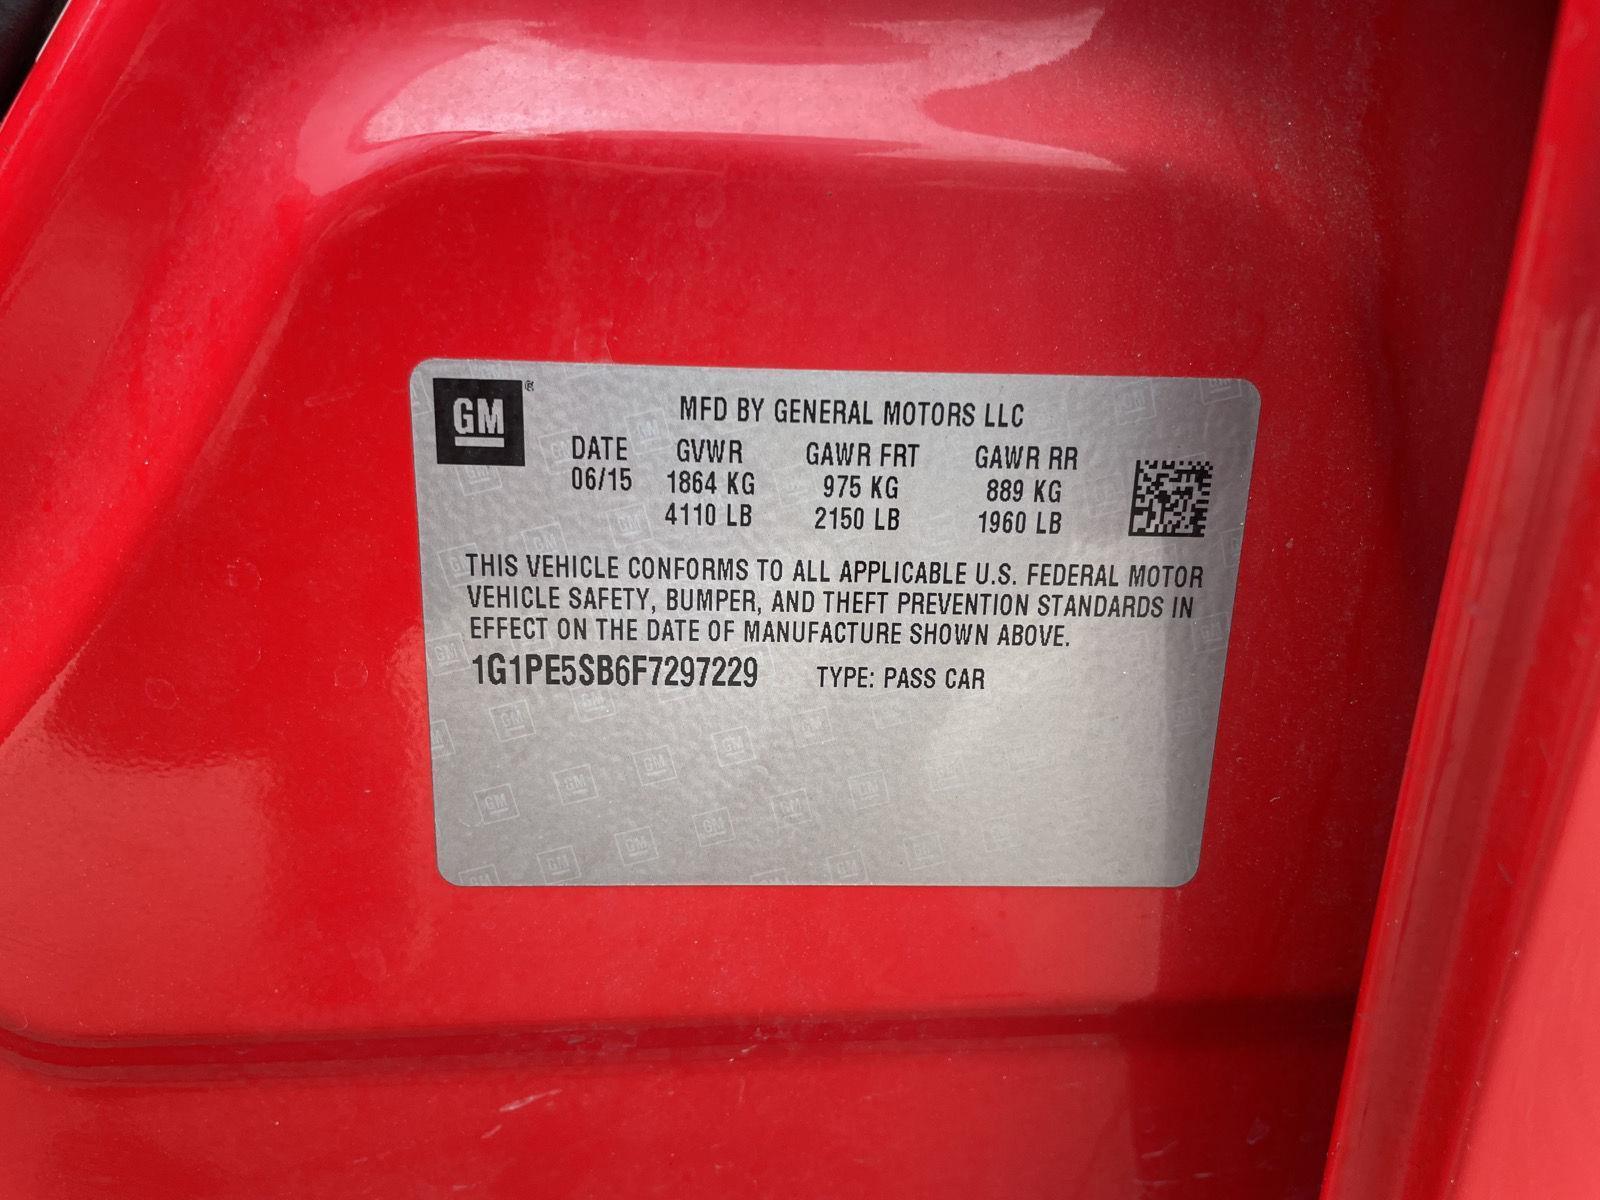 GM ®
MFD BY GENERAL MOTORS LLC
DATE GVWR GAWR FRT GAWR RR
06/15 1864 KG 975 KG 889 KG
4110 LB 2150 LB 1960 LB
THIS VEHICLE CONFORMS TO ALL APPLICABLE U.S. FEDERAL MOTOR
VEHICLE SAFETY, BUMPER, AND THEFT PREVENTION STANDARDS IN
EFFECT ON THE DATE OF MANUFACTURE SHOWN ABOVE.
1G1PE5SB6F7297229 TYPE: PASS CAR